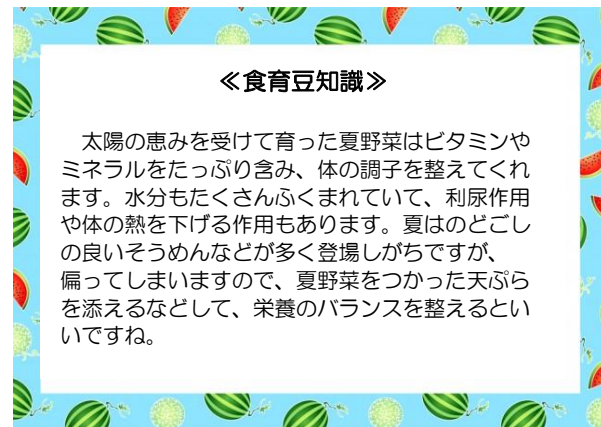 ≪食育豆知識≫
　太陽の恵みを受けて育った夏野菜はビタミンや
ミネラルをたっぷり含み、体の調子を整えてくれ
ます。水分もたくさんふくまれていて、利尿作用
や体の熱を下げる作用もあります。夏はのどごし
の良いそうめんなどが多く登場しがちですが、
偏ってしまいますので、夏野菜をつかった天ぷら
を添えるなどして、栄養のバランスを整えるとい
いですね。